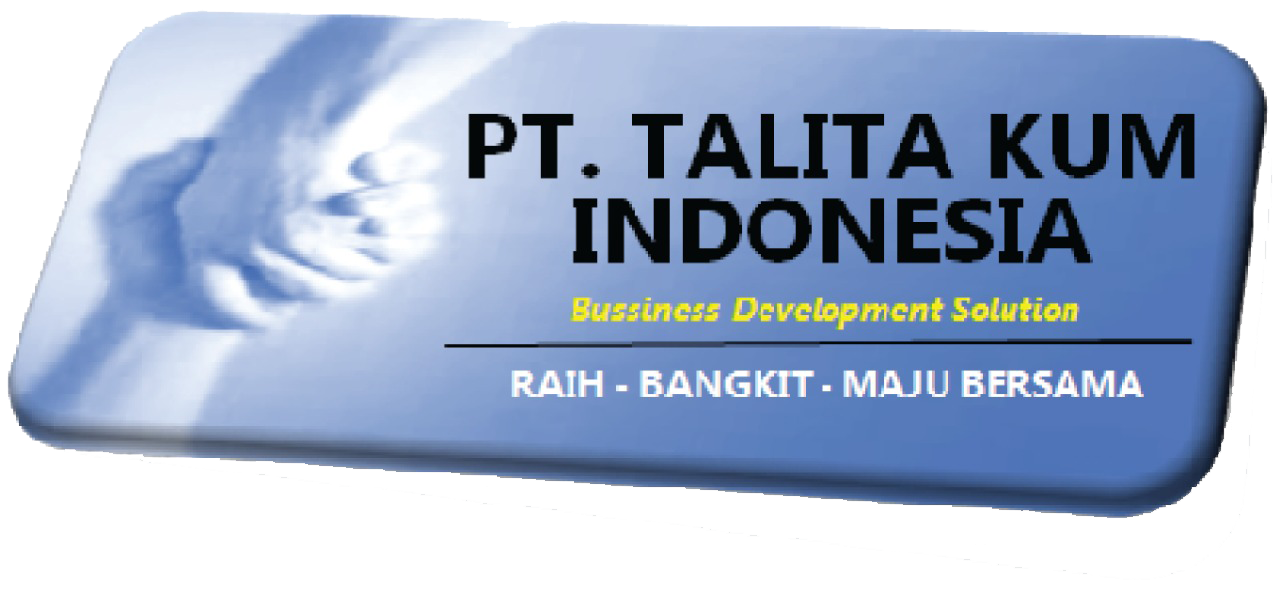 PT. TALITA KUM
INDONESIA
Bussiness Development Solution
RAIH - BANGKIT - MAJU BERSAMA